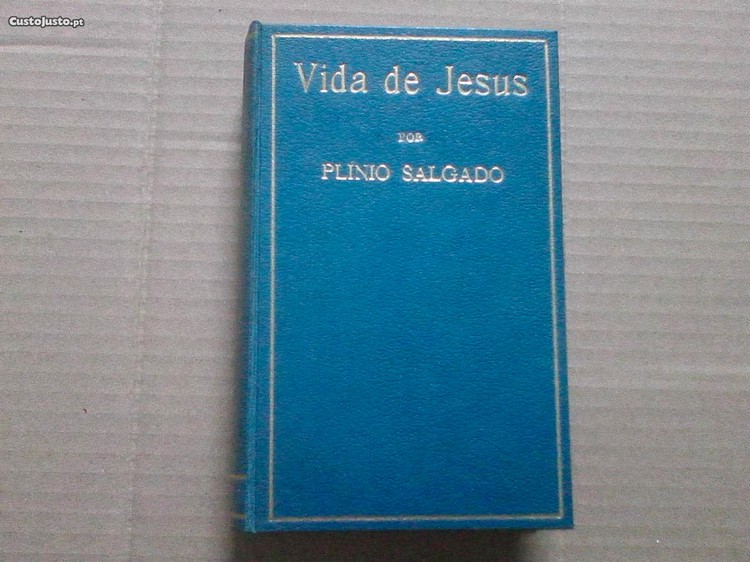 CustoJusto.pt
Vida de Jesus
POR
PLÍNIO SALGADO